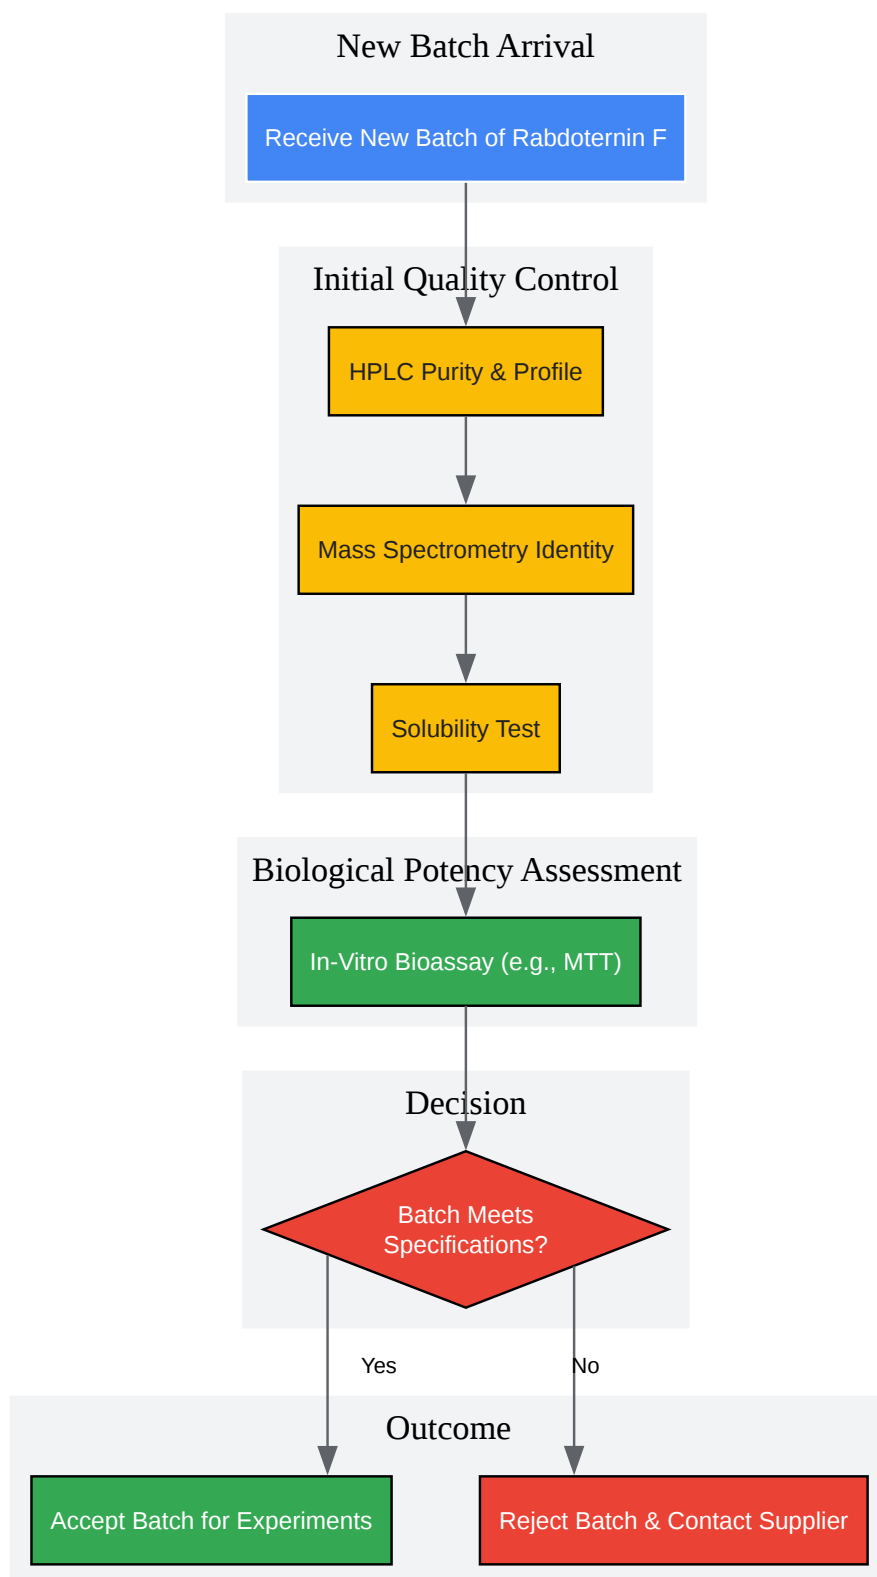 New Batch Arrival
Receive New Batch of Rabdoternin F
Initial Quality Control
HPLC Purity & Profile
Mass Spectrometry Identity
Solubility Test
Biological Potency Assessment
In-Vitro Bioassay (e.g., MTT)
Decision
Batch Meets
Specifications?
Yes
No
Outcome
Accept Batch for Experiments
Reject Batch & Contact Supplier